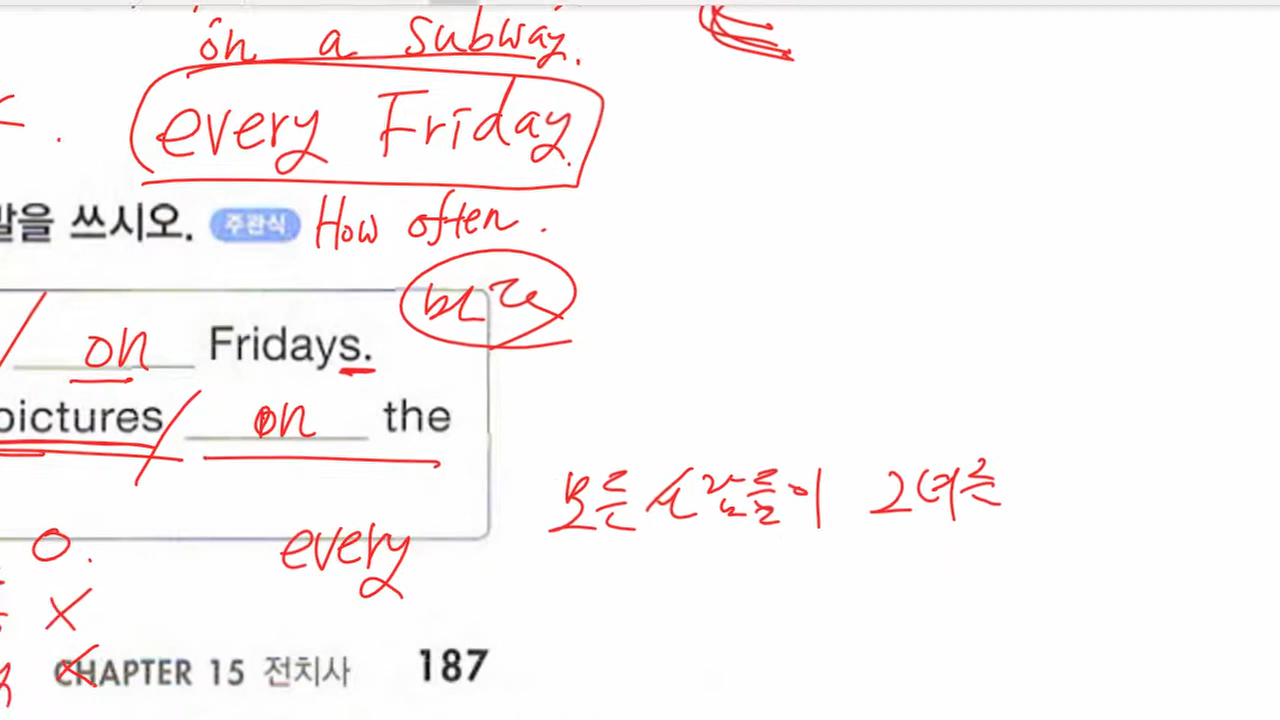 on a subway.
every Friday.
말을 쓰시오. 주관식 How often.
빈도
on Fridays.
pictures on the
모든 사람들이 그녀를
o. every
x
CHAPTER 15 전치사 187